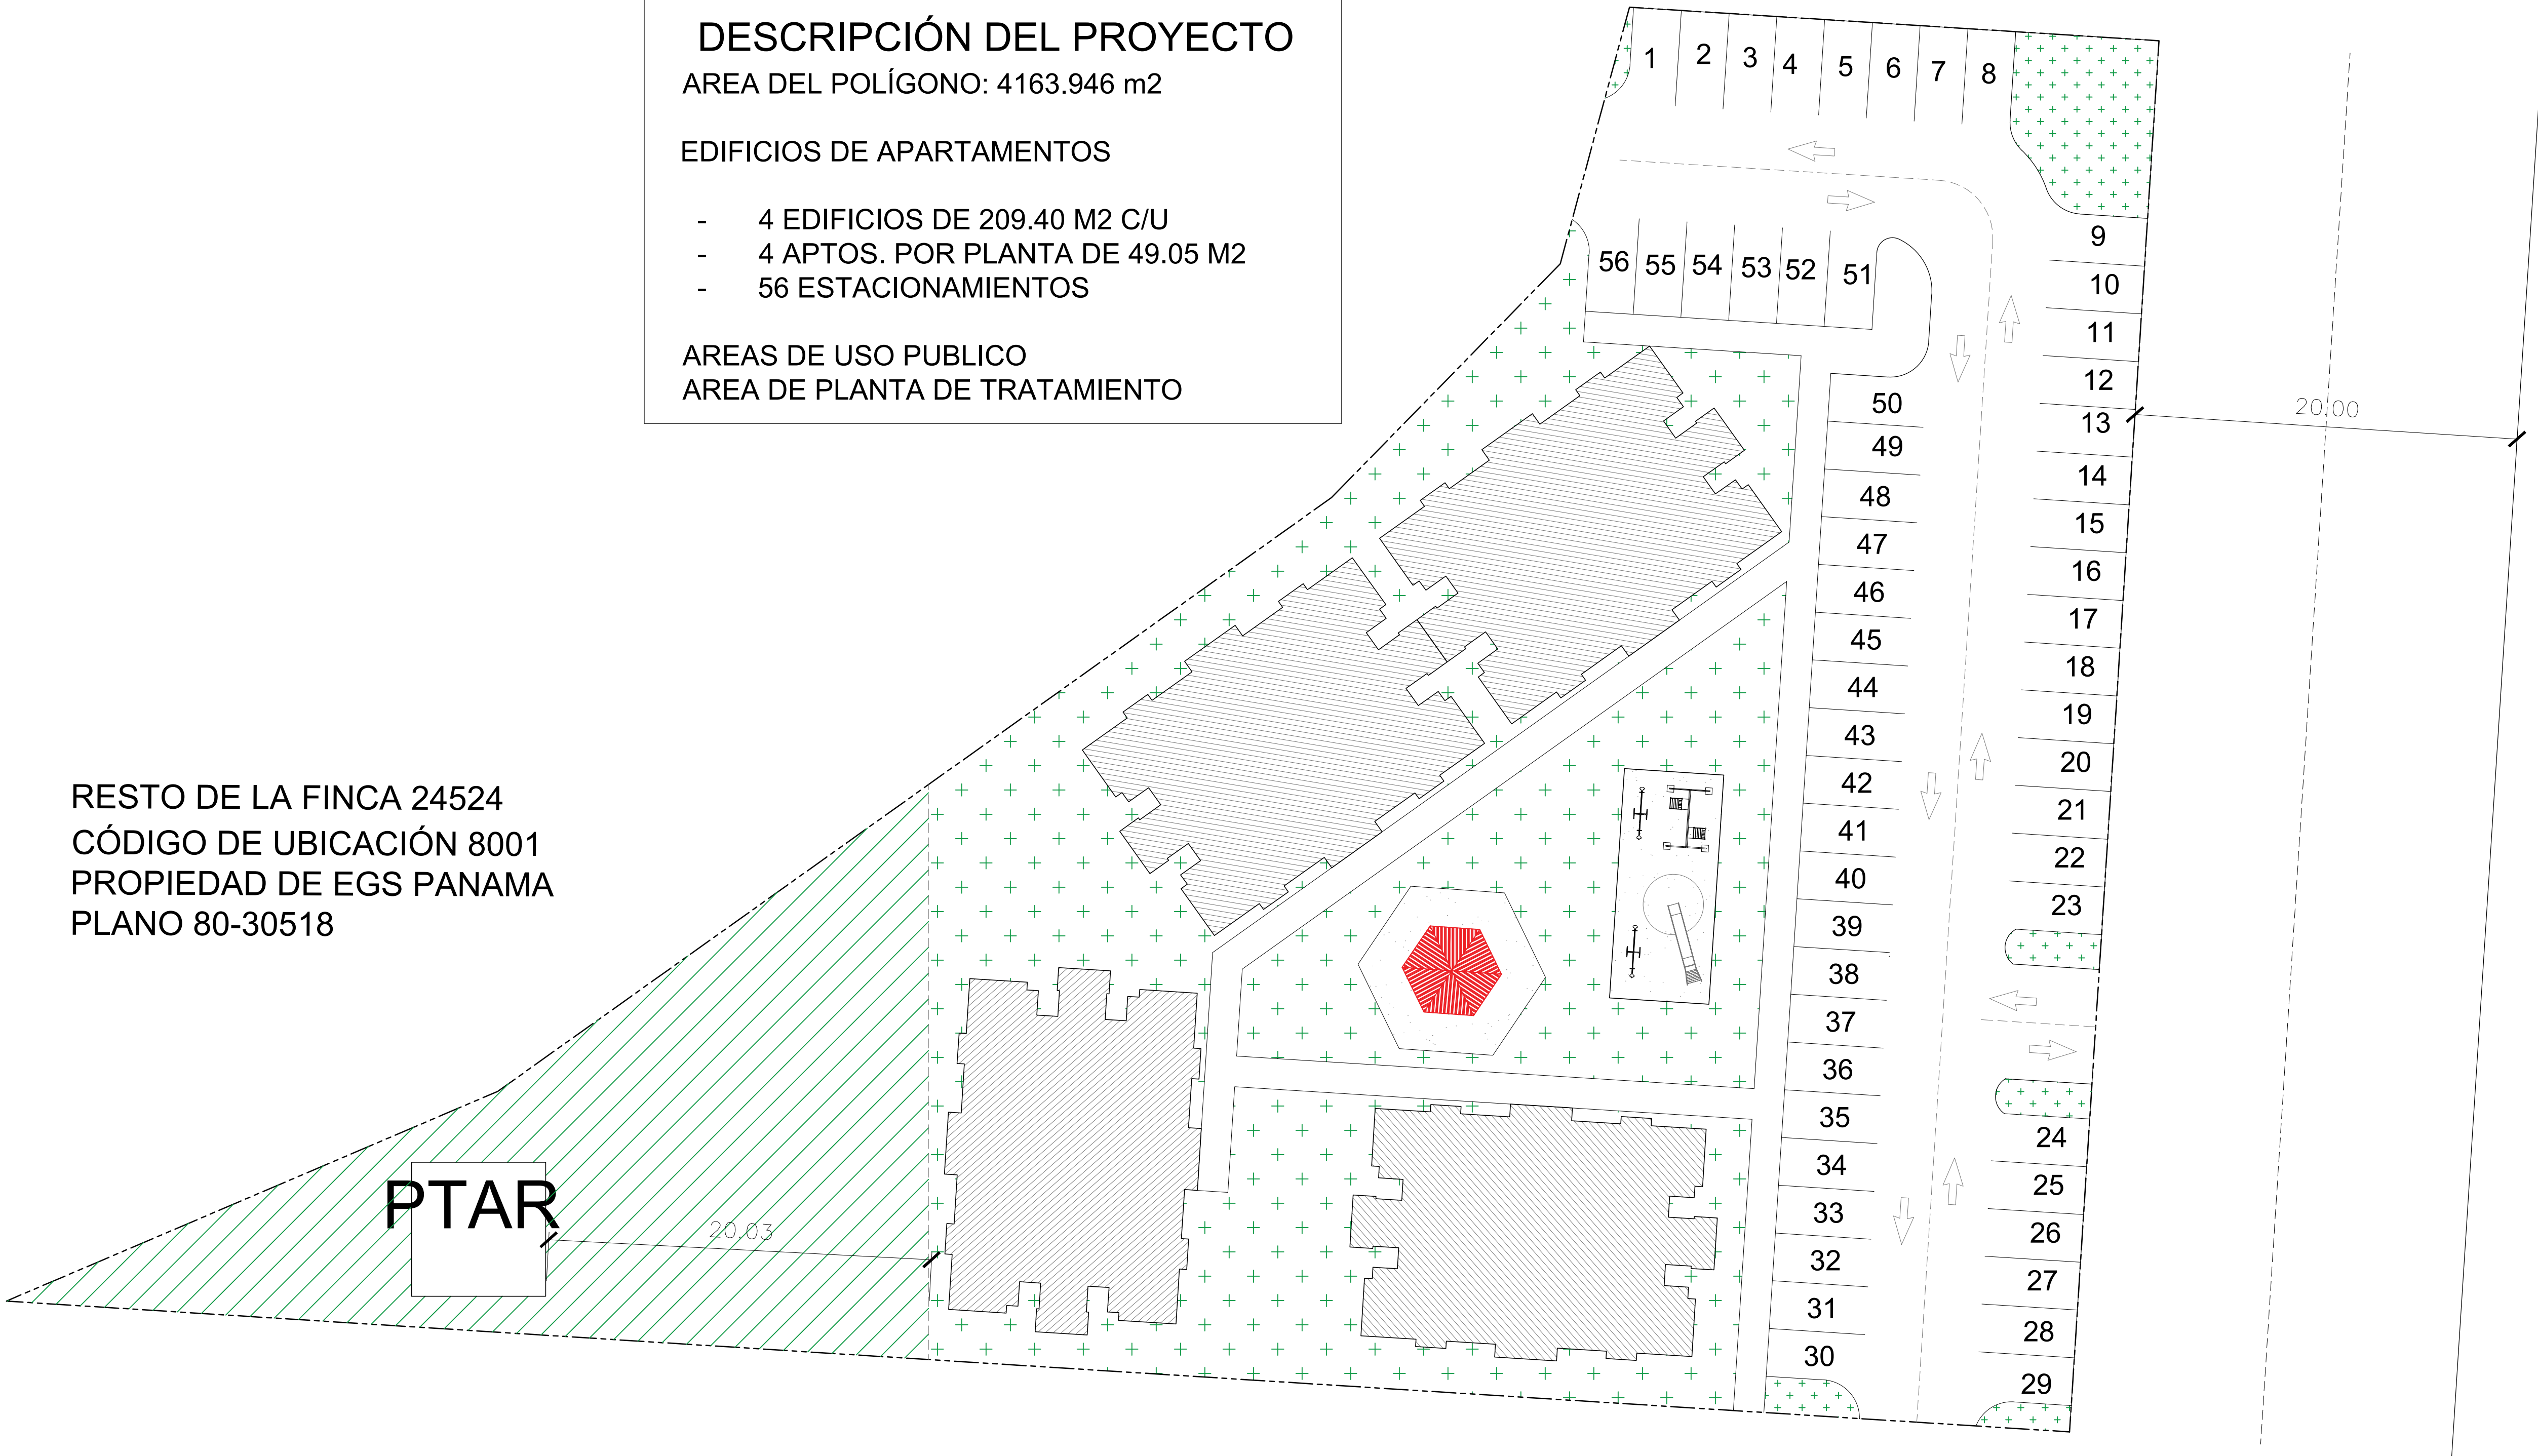 DESCRIPCIÓN DEL PROYECTO
AREA DEL POLÍGONO: 4163.946 m2
EDIFICIOS DE APARTAMENTOS
- 4 EDIFICIOS DE 209.40 M2 C/U
- 4 APTOS. POR PLANTA DE 49.05 M2
- 56 ESTACIONAMIENTOS
AREAS DE USO PUBLICO
AREA DE PLANTA DE TRATAMIENTO
1 2 3 4 5 6 7 8
56 55 54 53 52 51
9
10
11
12
13
14
15
16
17
18
19
20
21
22
23
24
25
26
27
28
29
50
49
48
47
46
45
44
43
42
41
40
39
38
37
36
35
34
33
32
31
30
20.00
RESTO DE LA FINCA 24524
CÓDIGO DE UBICACIÓN 8001
PROPIEDAD DE EGS PANAMA
PLANO 80-30518
PTAR
20.03